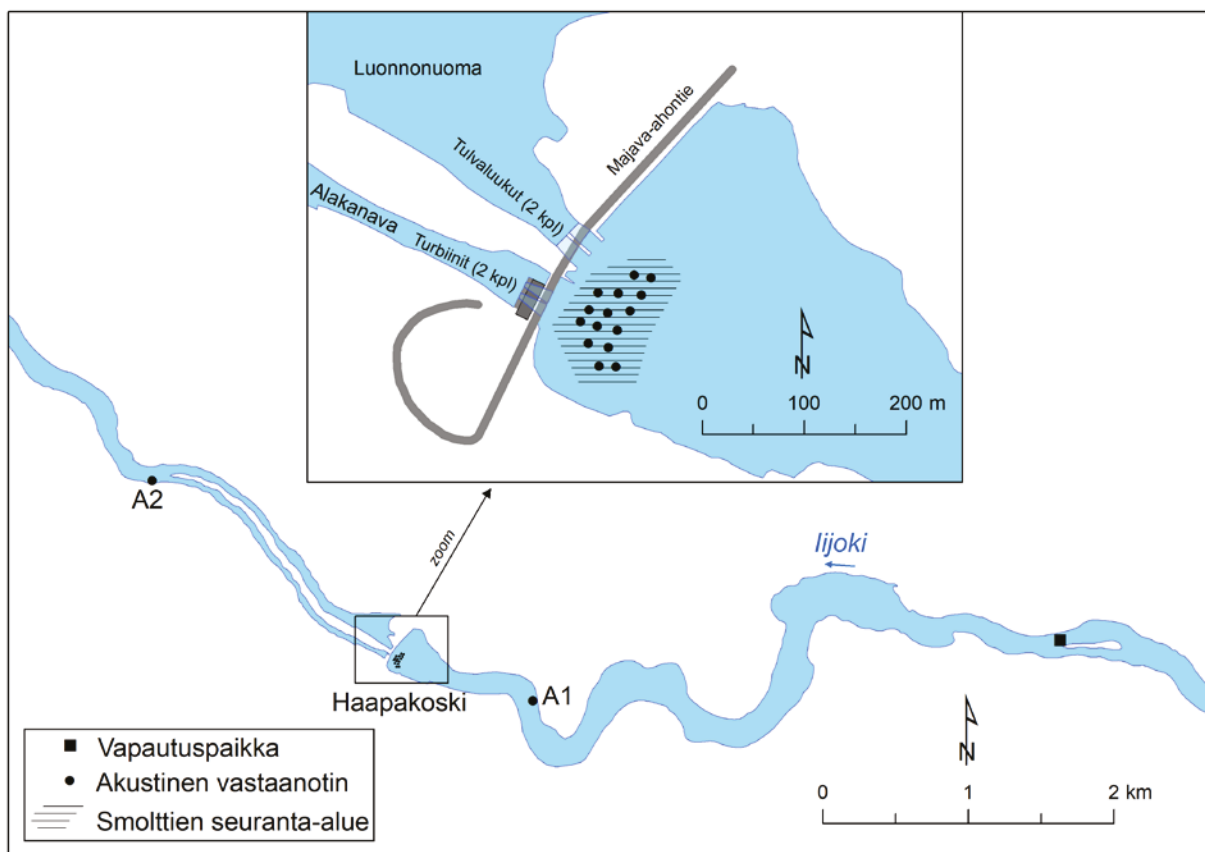 Luonnonuoma
Majava-ahontie
Tulvaluukut (2 kpl)
Alakanava
Turbiinit (2 kpl)
N
0 100 200 m
A2
zoom
Iijoki
Haapakoski
A1
N
Vapautuspaikka
Akustinen vastaanotin
Smolttien seuranta-alue
0 1 2 km